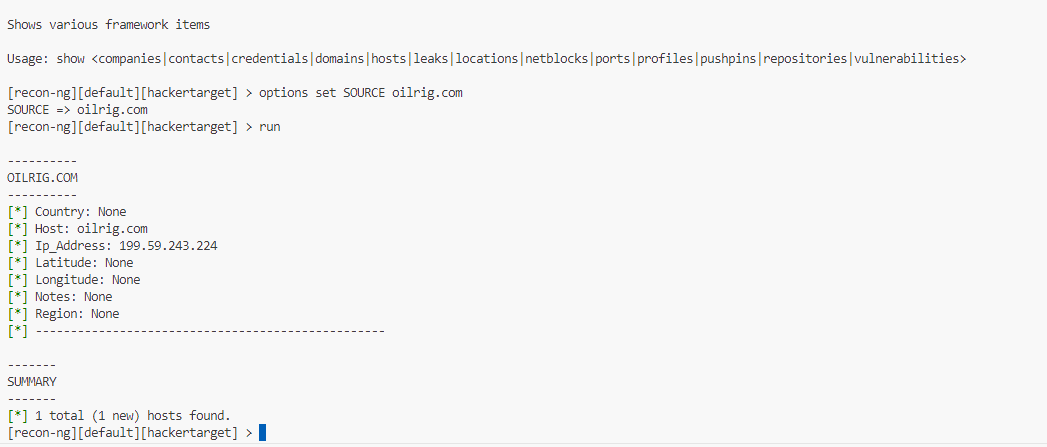 Shows various framework items
Usage: show <companies|contacts|credentials|domains|hosts|leaks|locations|netblocks|ports|profiles|pushpins|repositories|vulnerabilities>
[recon-ng][default][hackertarget] > options set SOURCE oilrig.com
SOURCE => oilrig.com
[recon-ng][default][hackertarget] > run
----------
OILRIG.COM
----------
[*] Country: None
[*] Host: oilrig.com
[*] Ip_Address: 199.59.243.224
[*] Latitude: None
[*] Longitude: None
[*] Notes: None
[*] Region: None
[*] --------------------------------------------------
-------
SUMMARY
-------
[*] 1 total (1 new) hosts found.
[recon-ng][default][hackertarget] >